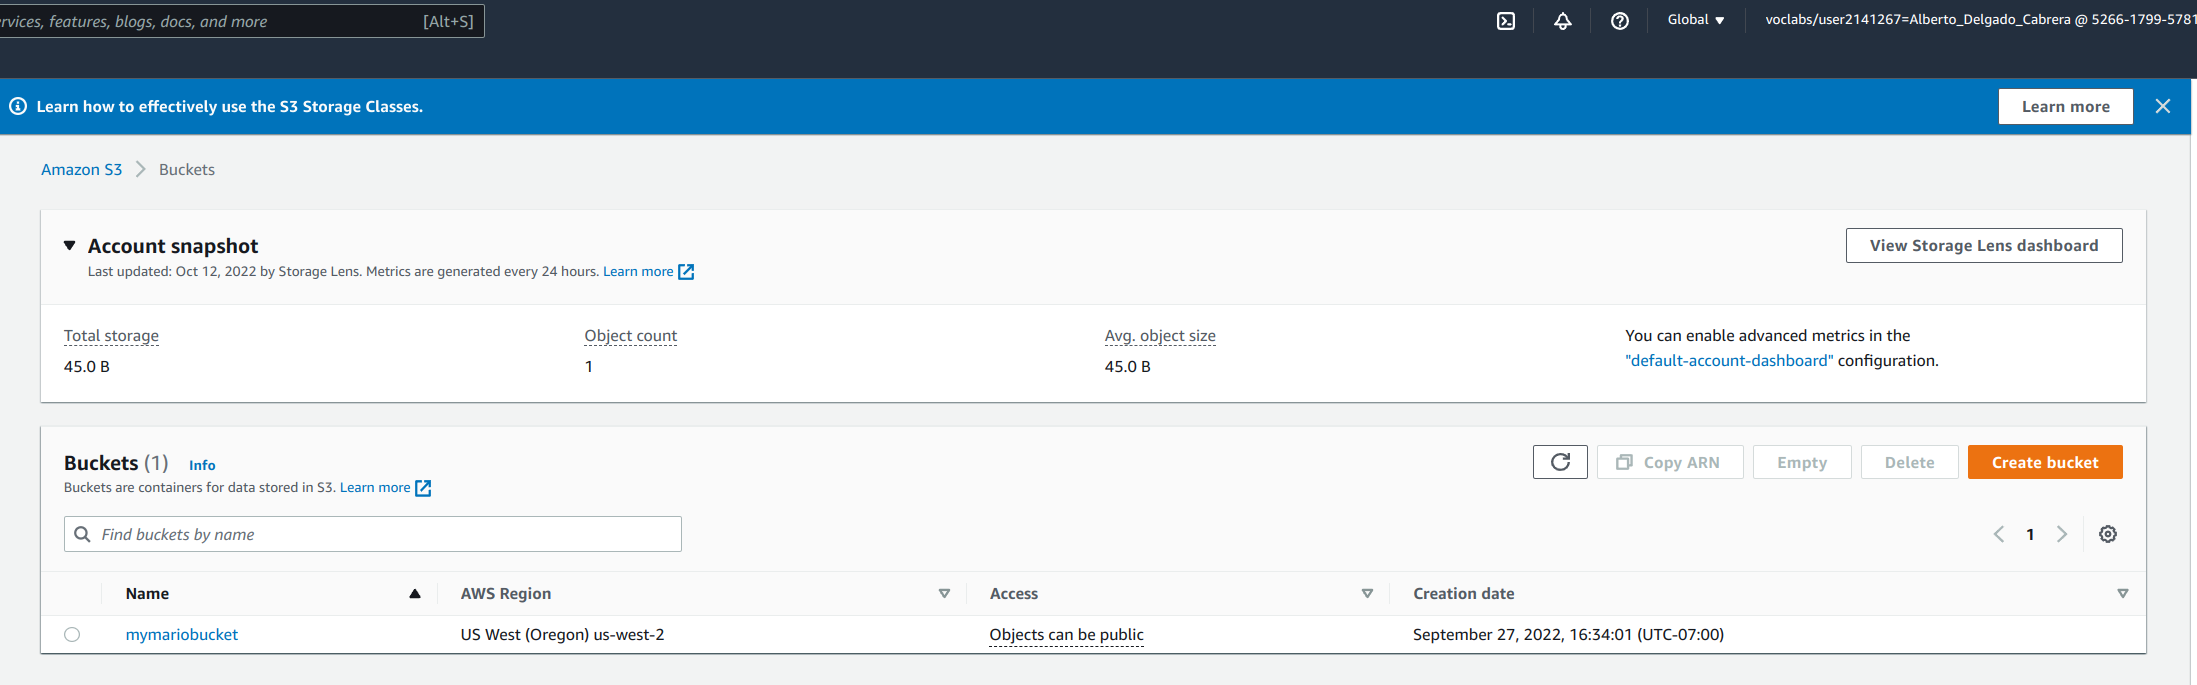 services, features, blogs, docs, and more [Alt+S] Global voclabs/user2141267=Alberto_Delgado_Cabrera @ 5266-1799-5781
Learn how to effectively use the S3 Storage Classes. Learn more
Amazon S3 Buckets
Account snapshot View Storage Lens dashboard
Last updated: Oct 12, 2022 by Storage Lens. Metrics are generated every 24 hours. Learn more
Total storage Object count Avg. object size You can enable advanced metrics in the
45.0 B 1 45.0 B "default-account-dashboard" configuration.
Buckets (1) Info Copy ARN Empty Delete Create bucket
Buckets are containers for data stored in S3. Learn more
Find buckets by name 1
Name AWS Region Access Creation date
mymariobucket US West (Oregon) us-west-2 Objects can be public September 27, 2022, 16:34:01 (UTC-07:00)